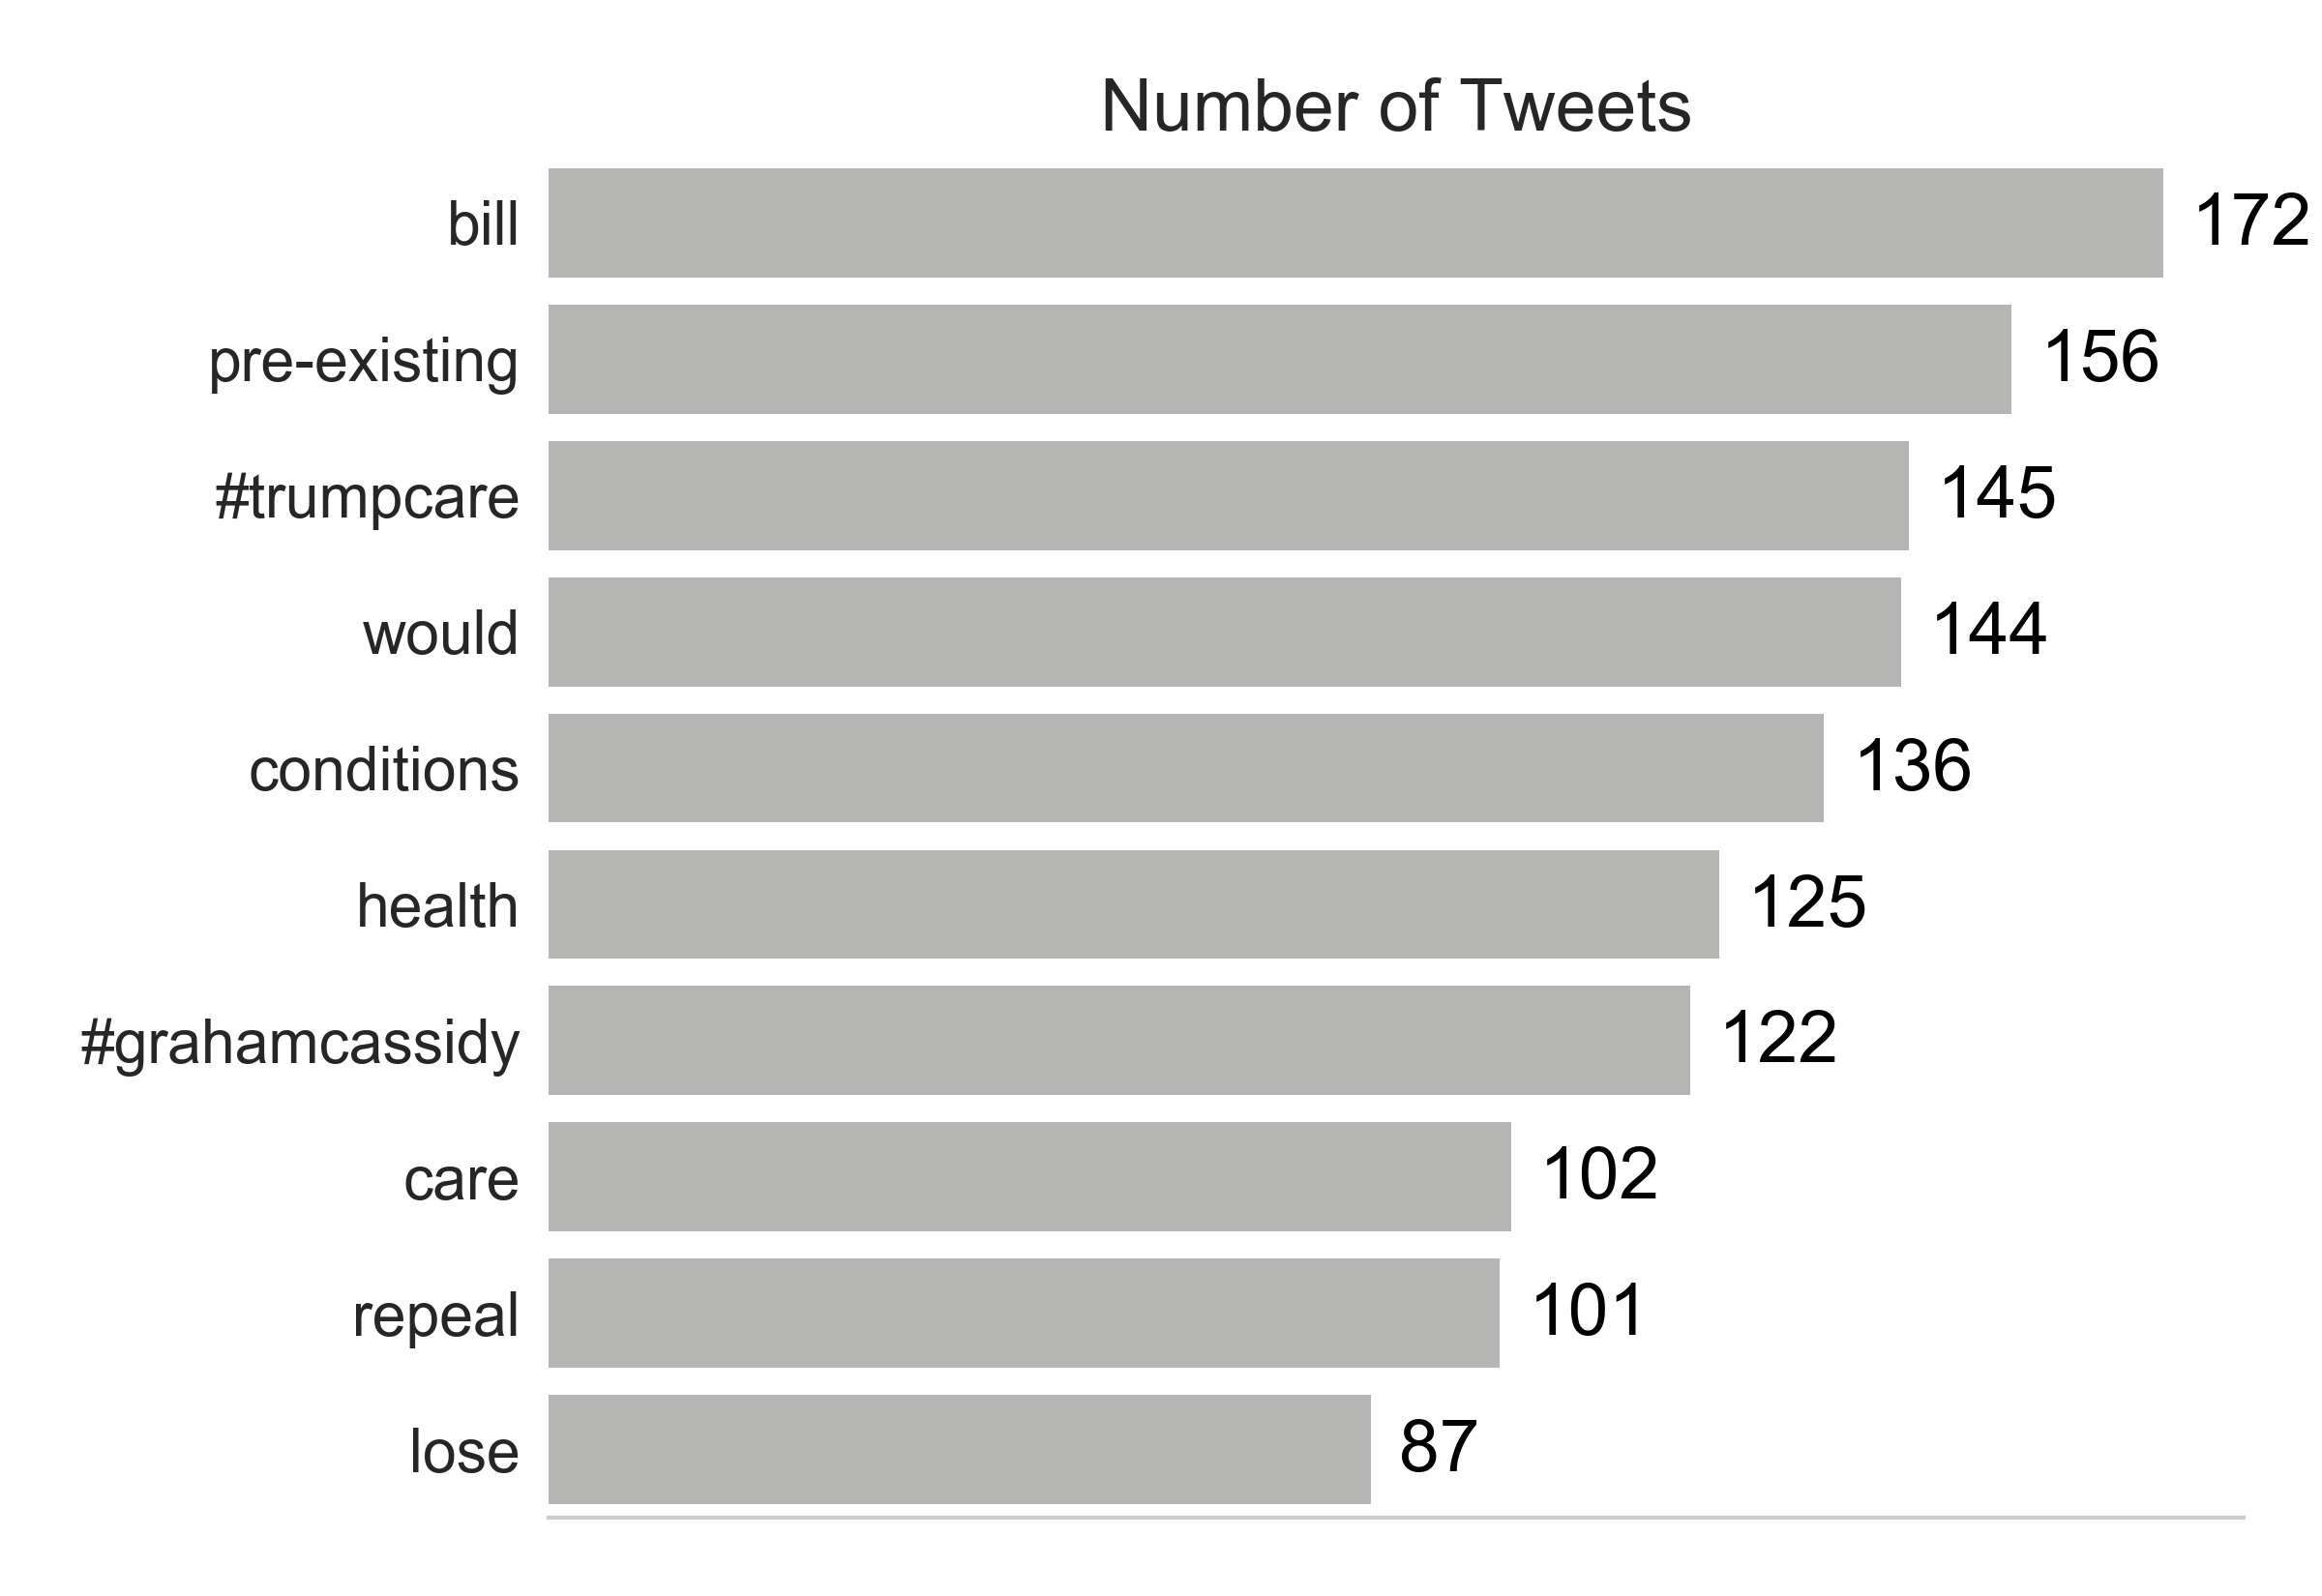 Number of Tweets
bill 172
pre-existing 156
#trumpcare 145
would 144
conditions 136
health 125
#grahamcassidy 122
care 102
repeal 101
lose 87